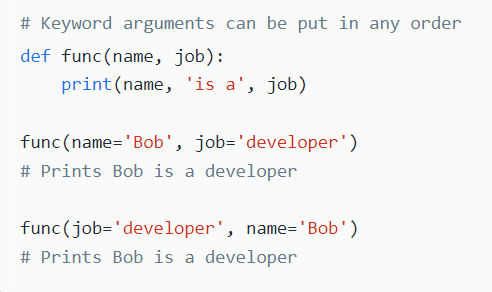 # Keyword arguments can be put in any order
def func(name, job):
    print(name, 'is a', job)

func(name='Bob', job='developer')
# Prints Bob is a developer

func(job='developer', name='Bob')
# Prints Bob is a developer